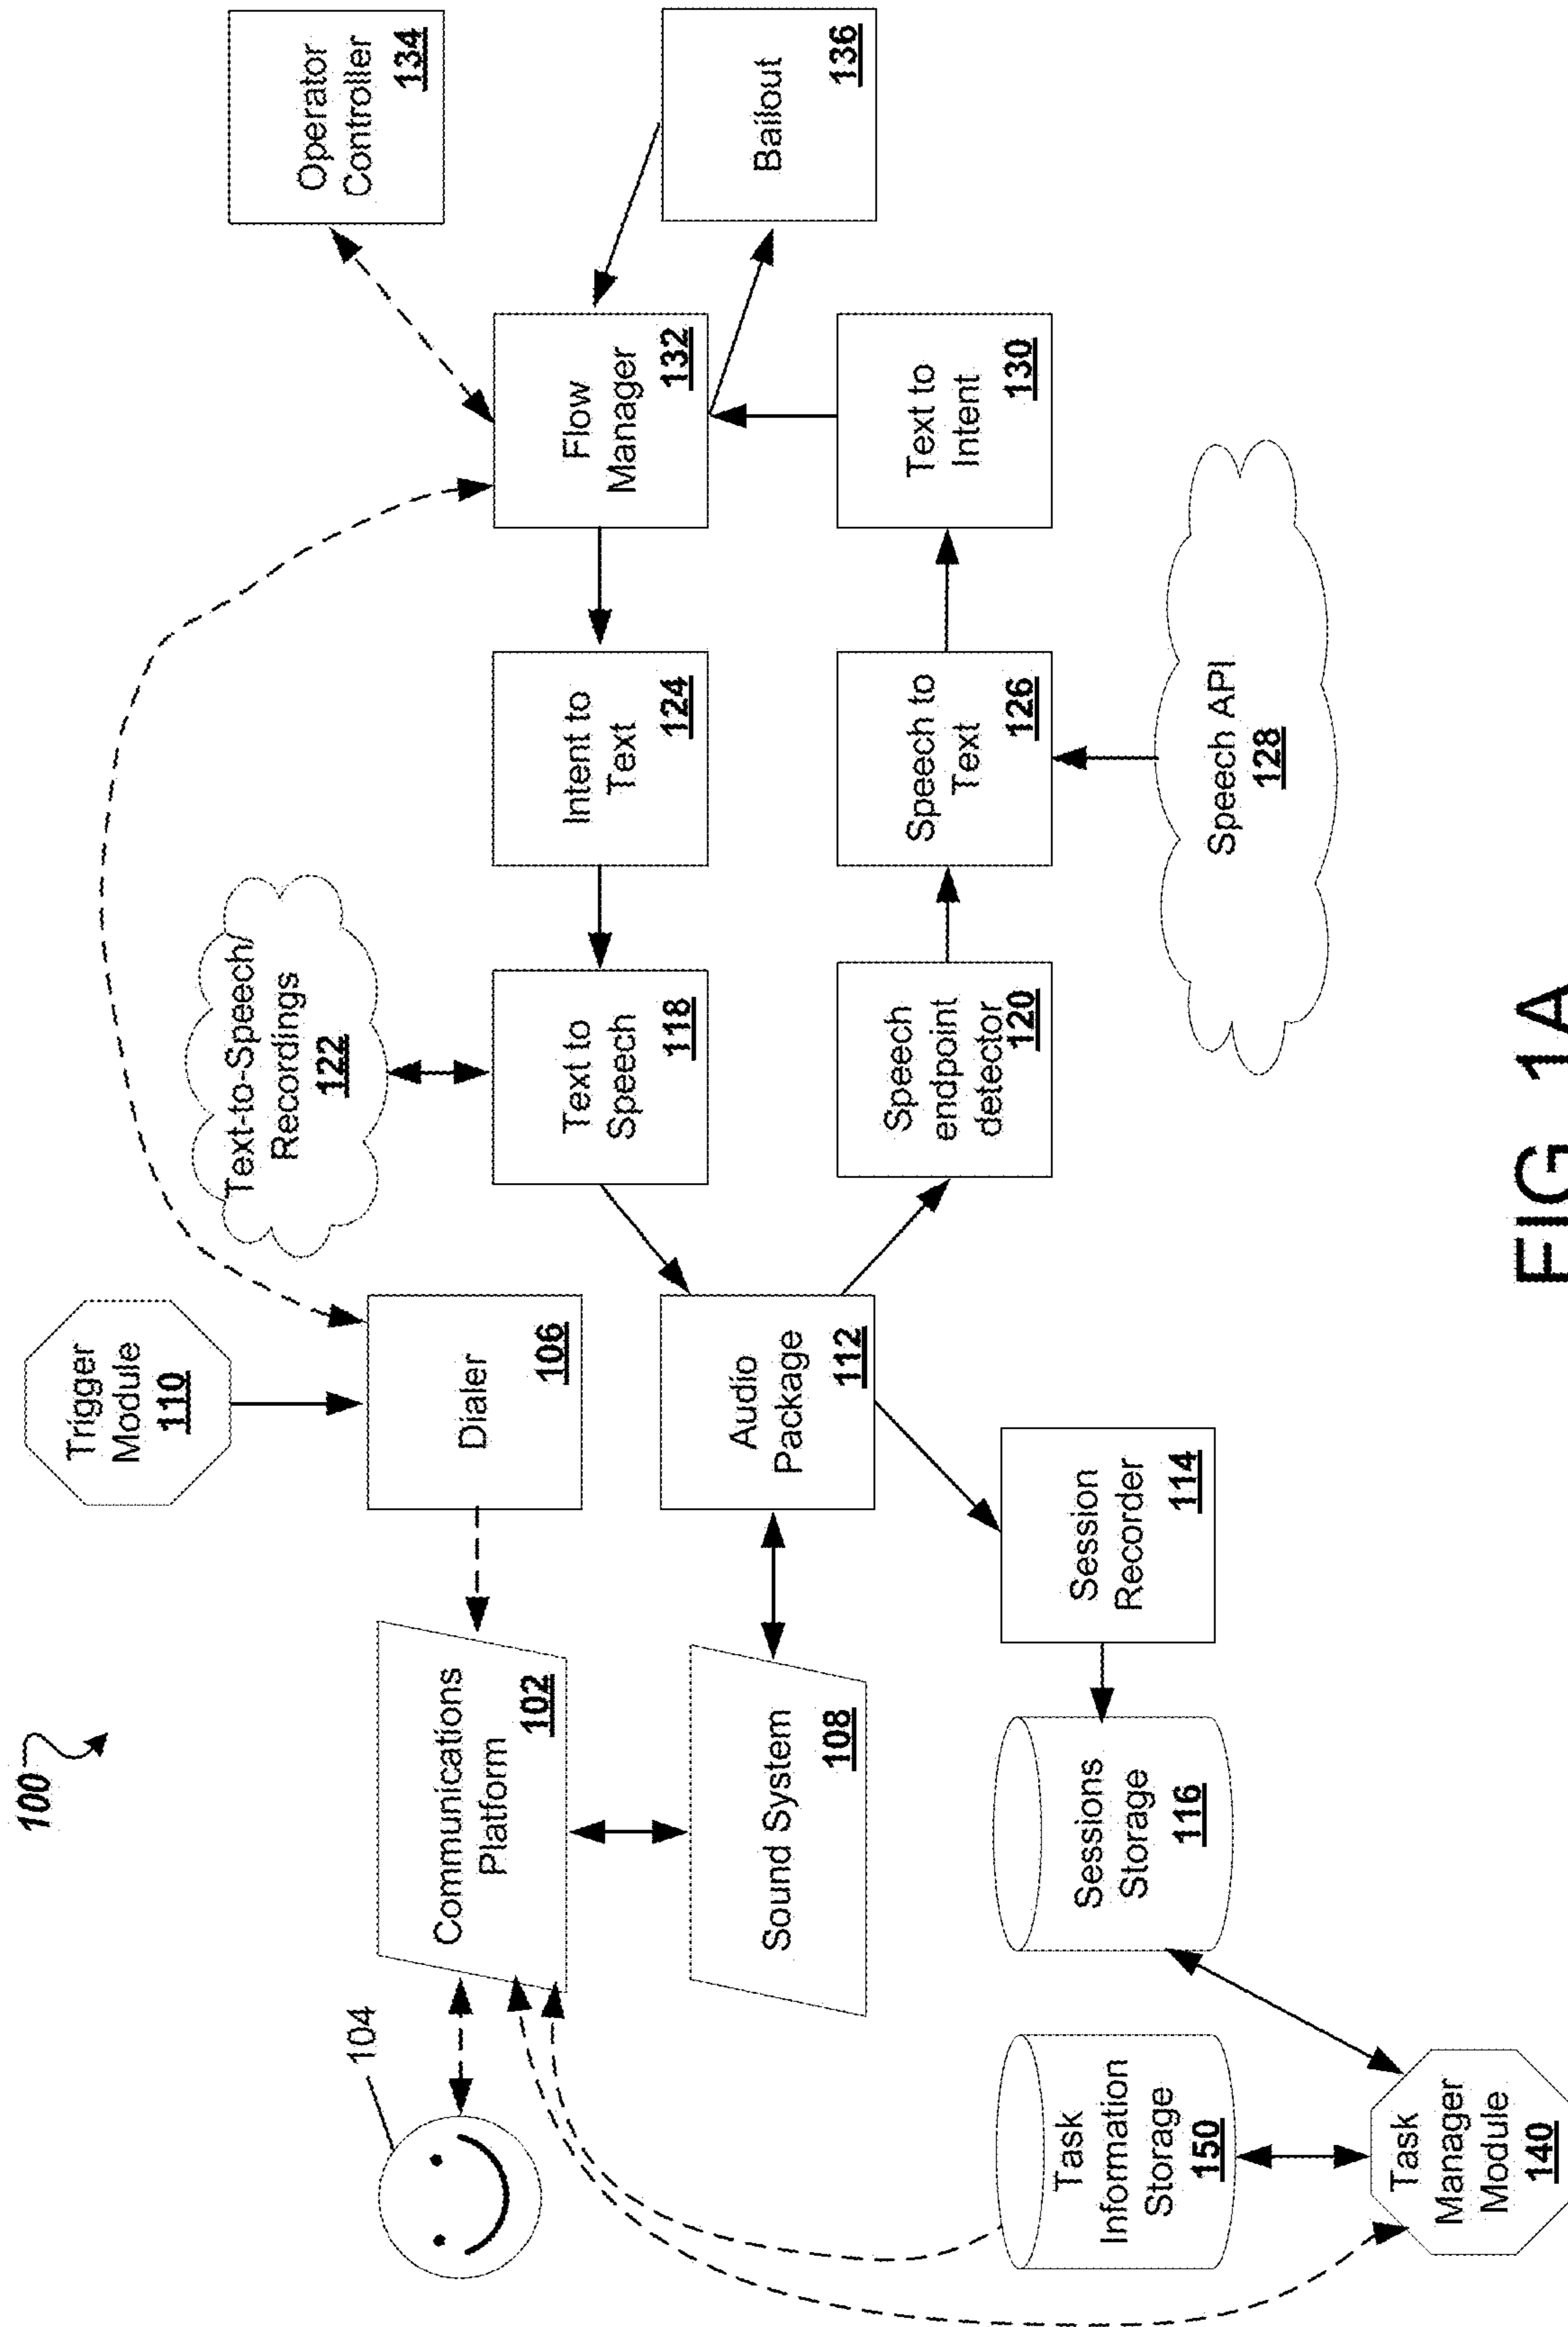 100
104
Communications
Platform
102
Sound System
108
Task
Information
Storage
150
Task
Manager
Module
140
Sessions
Storage
116
Session
Recorder
114
Trigger
Module
110
Dialer
106
Audio
Package
112
Text-to-Speech/
Recordings
122
Text to
Speech
118
Speech
endpoint
detector
120
Intent to
Text
124
Speech to
Text
126
Speech API
128
Flow
Manager
132
Text to
Intent
130
Operator
Controller
134
Bailout
136
FIG. 1A